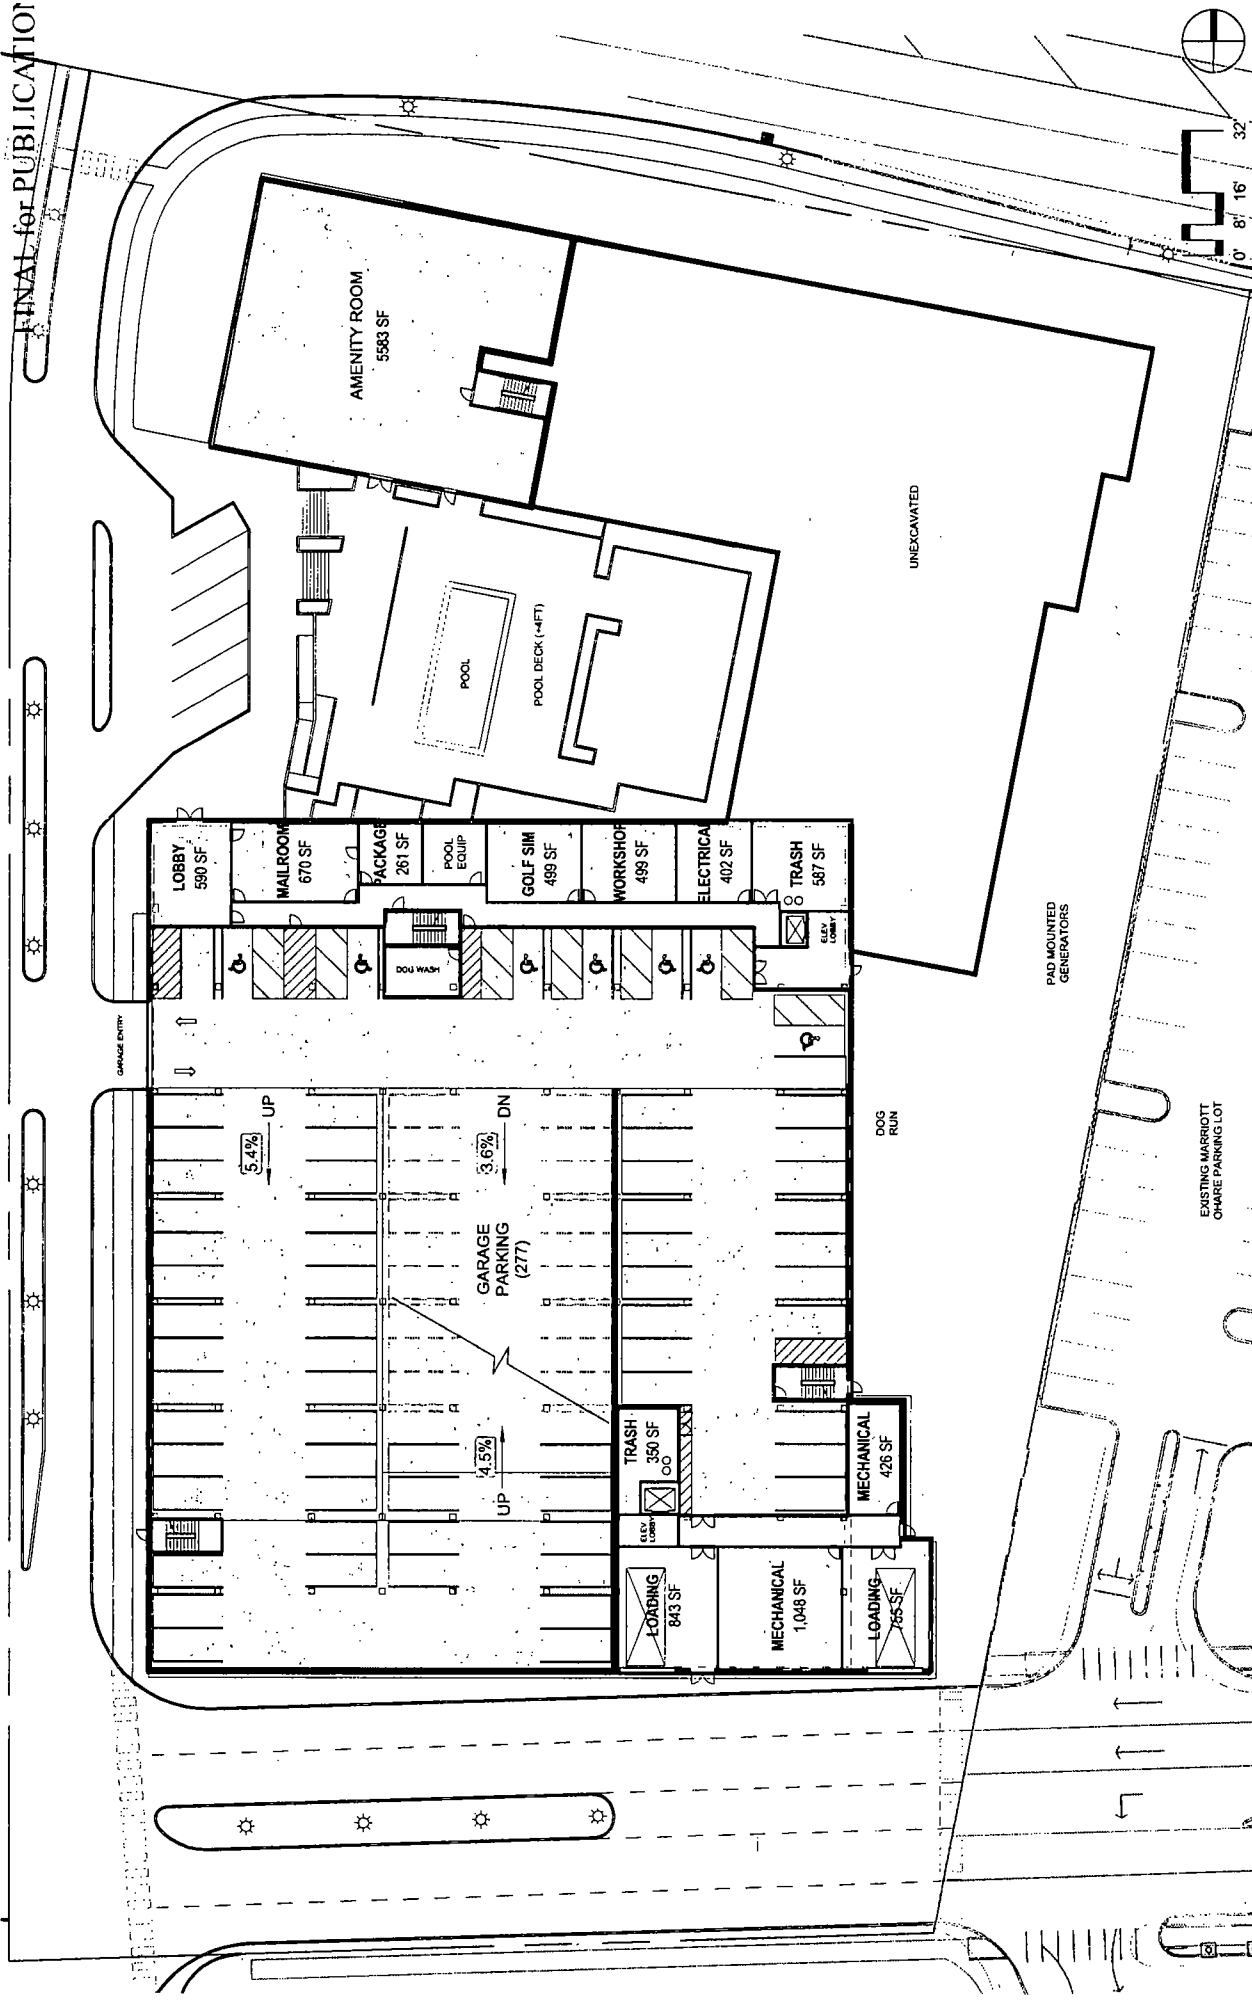 FINAL for PUBLICATION
AMENITY ROOM
5583 SF
0' 8' 16' 32'
UNEXCAVATED
POOL
POOL DECK (+4FT)
LOBBY
590 SF
MAILROOM
670 SF
PACKAGE
261 SF
POOL
EQUIP
GOLF SIM
499 SF
WORKSHOP
499 SF
ELECTRICAL
402 SF
TRASH
587 SF
ELEV
LOBBY
DOG WASH
PAD MOUNTED
GENERATORS
GARAGE ENTRY
UP
5.4%
DN
3.6%
GARAGE
PARKING
(277)
DOG
RUN
EXISTING MARRIOTT
OHARE PARKING LOT
4.5%
UP
TRASH
350 SF
ELEV
LOBBY
MECHANICAL
426 SF
LOADING
843 SF
MECHANICAL
1,048 SF
LOADING
SF